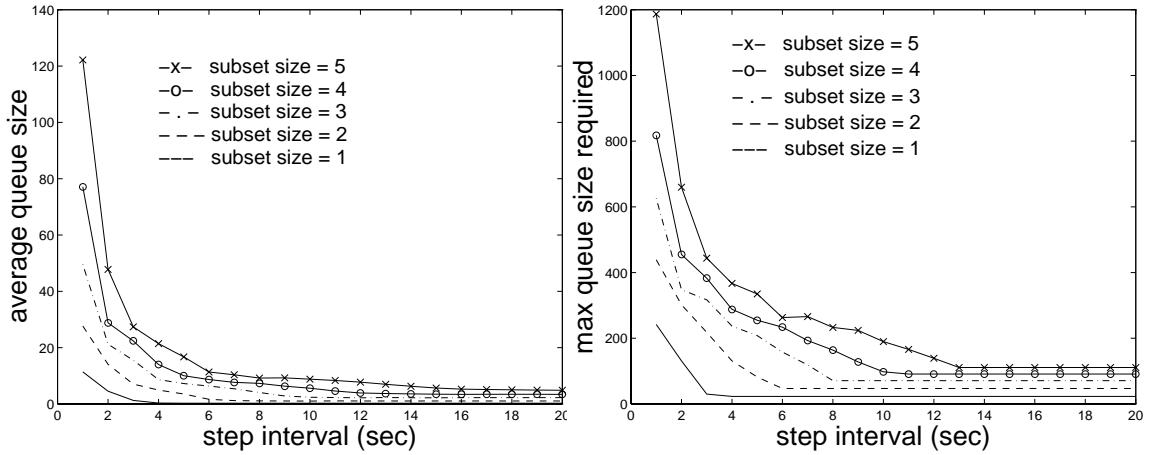 140
120
100
80
60
40
20
0
average queue size
–x– subset size = 5
–o– subset size = 4
– . – subset size = 3
– – – subset size = 2
––– subset size = 1
0 2 4 6 8 10 12 14 16 18 20
step interval (sec)
1200
1000
800
600
400
200
0
max queue size required
–x– subset size = 5
–o– subset size = 4
– . – subset size = 3
– – – subset size = 2
––– subset size = 1
0 2 4 6 8 10 12 14 16 18 20
step interval (sec)